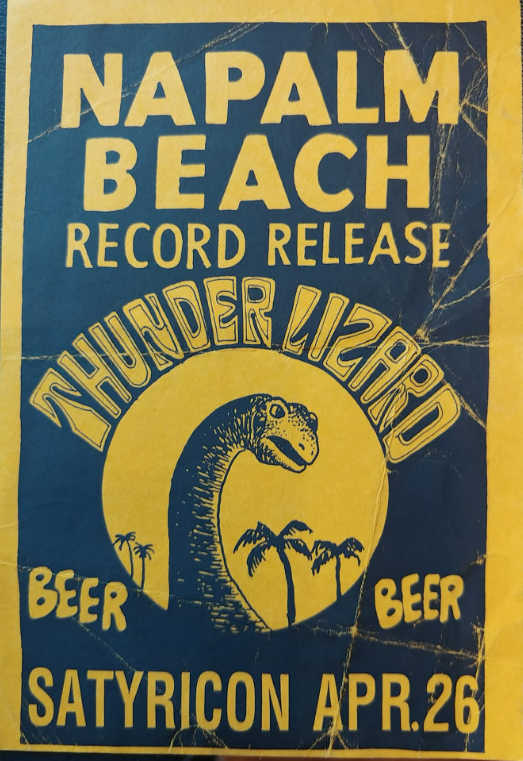 NAPALM
BEACH
RECORD RELEASE
THUNDER LIZARD
BEER
BEER
SATYRICON APR.26